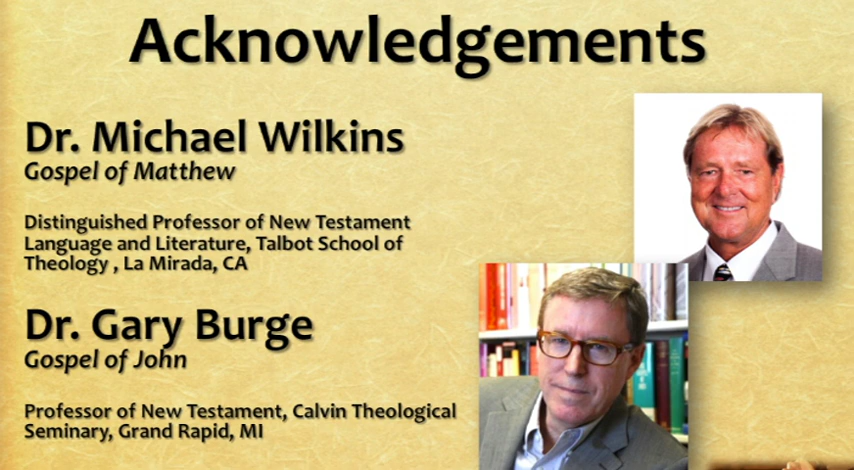 Acknowledgements
Dr. Michael Wilkins
Gospel of Matthew
Distinguished Professor of New Testament
Language and Literature, Talbot School of
Theology , La Mirada, CA
Dr. Gary Burge
Gospel of John
Professor of New Testament, Calvin Theological
Seminary, Grand Rapid, MI